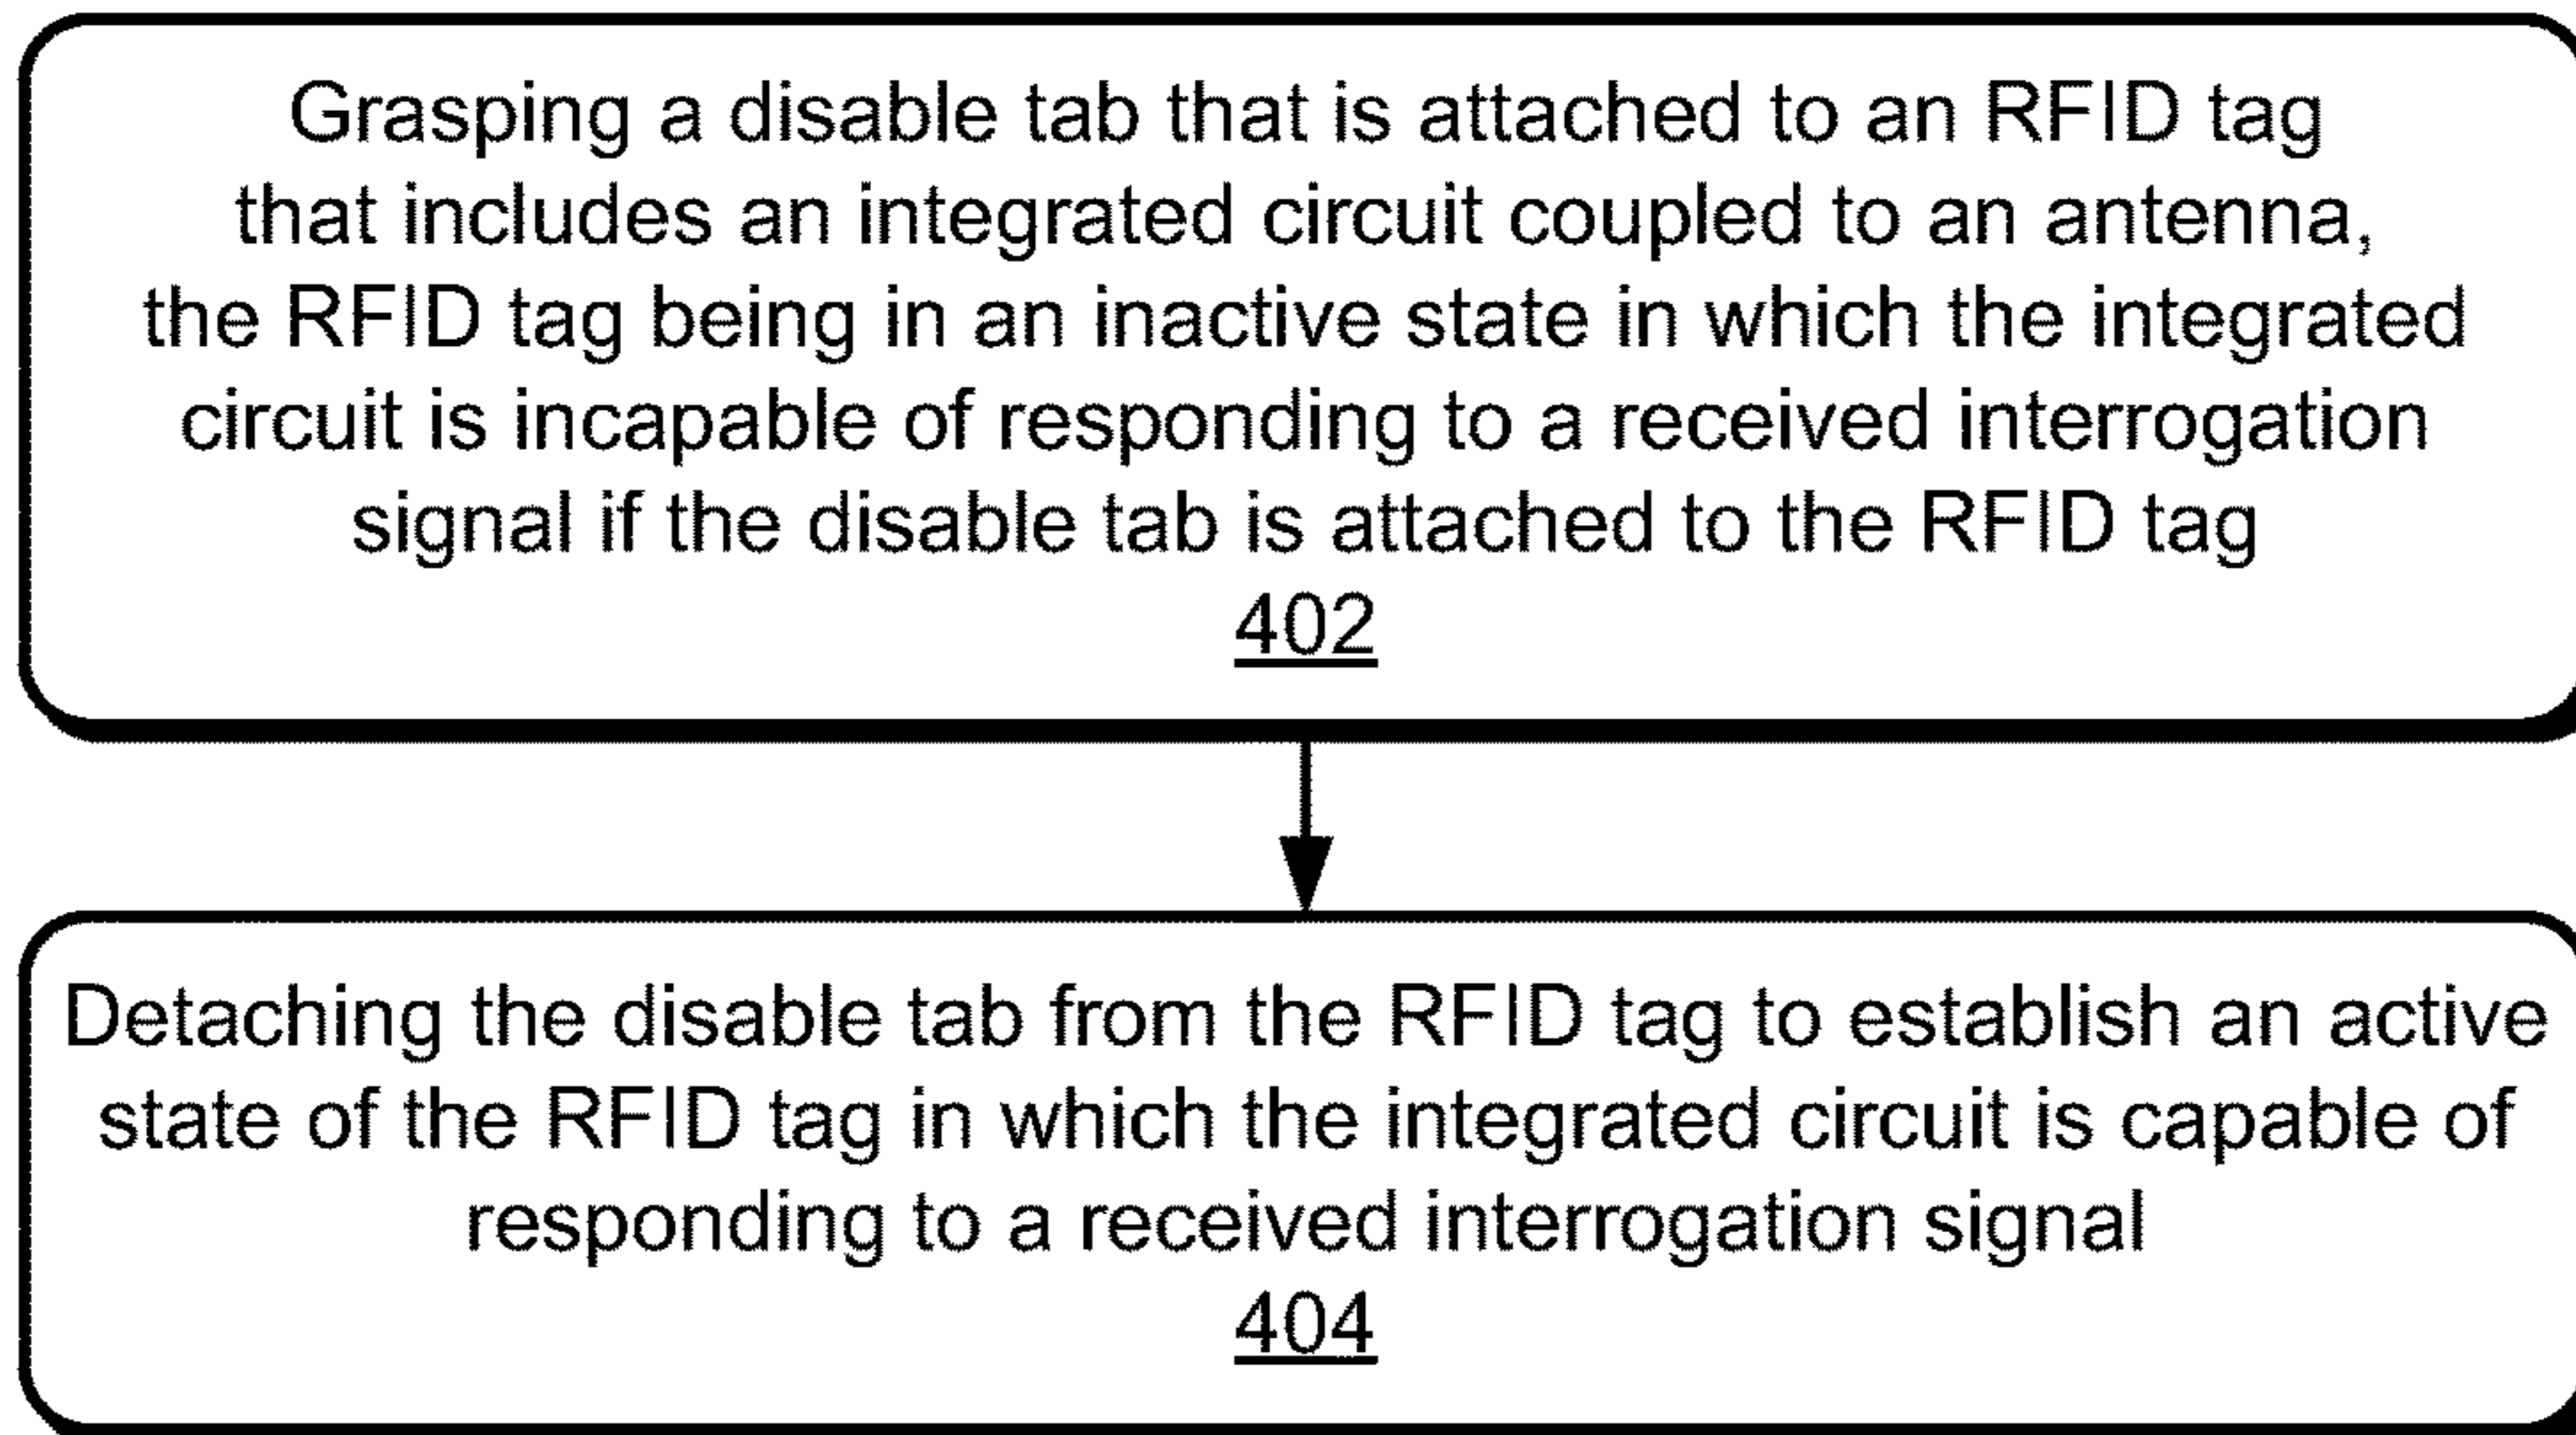 Grasping a disable tab that is attached to an RFID tag
that includes an integrated circuit coupled to an antenna,
the RFID tag being in an inactive state in which the integrated
circuit is incapable of responding to a received interrogation
signal if the disable tab is attached to the RFID tag
402
Detaching the disable tab from the RFID tag to establish an active
state of the RFID tag in which the integrated circuit is capable of
responding to a received interrogation signal
404